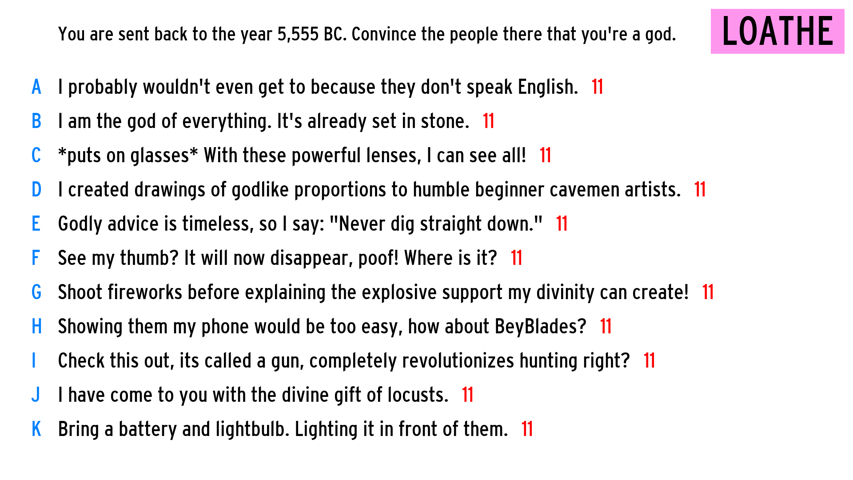 You are sent back to the year 5,555 BC. Convince the people there that you're a god.
LOATHE
A I probably wouldn't even get to because they don't speak English. 11
B I am the god of everything. It's already set in stone. 11
C *puts on glasses* With these powerful lenses, I can see all! 11
D I created drawings of godlike proportions to humble beginner cavemen artists. 11
E Godly advice is timeless, so I say: "Never dig straight down." 11
F See my thumb? It will now disappear, poof! Where is it? 11
G Shoot fireworks before explaining the explosive support my divinity can create! 11
H Showing them my phone would be too easy, how about BeyBlades? 11
I Check this out, its called a gun, completely revolutionizes hunting right? 11
J I have come to you with the divine gift of locusts. 11
K Bring a battery and lightbulb. Lighting it in front of them. 11